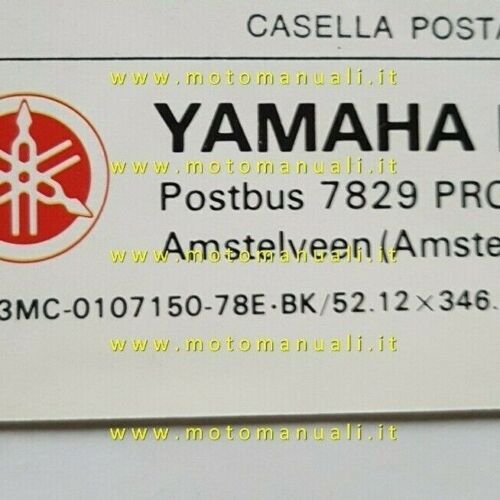 CASELLA POSTA
www.motomanuali.it
YAMAHA
www.motomanuali.it
Postbus 7829 PRO
Amstelveen (Amste
www.motomanuali.it
3MC-0107150-78E·BK/52.12×346.
www.motomanuali.it
www.motomanuali.it